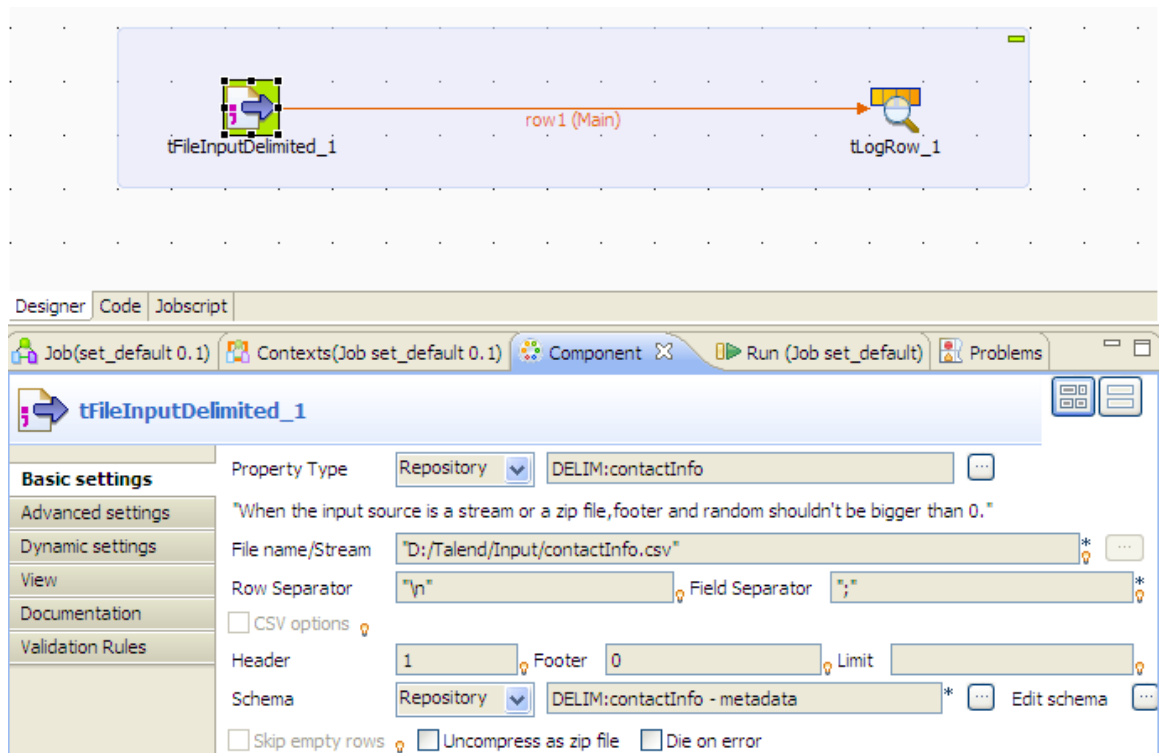 row1 (Main)
tFileInputDelimited_1 tLogRow_1
Designer Code Jobscript
Job(set_default 0.1) Contexts(Job set_default 0.1) Component Run (Job set_default) Problems
tFileInputDelimited_1
Basic settings
Advanced settings
Dynamic settings
View
Documentation
Validation Rules
Property Type Repository DELIM:contactInfo ...
"When the input source is a stream or a zip file,footer and random shouldn't be bigger than 0."
File name/Stream "D:/Talend/Input/contactInfo.csv" * ...
Row Separator "\n" Field Separator ";" *
CSV options
Header 1 Footer 0 Limit
Schema Repository DELIM:contactInfo - metadata * ... Edit schema ...
Skip empty rows Uncompress as zip file Die on error